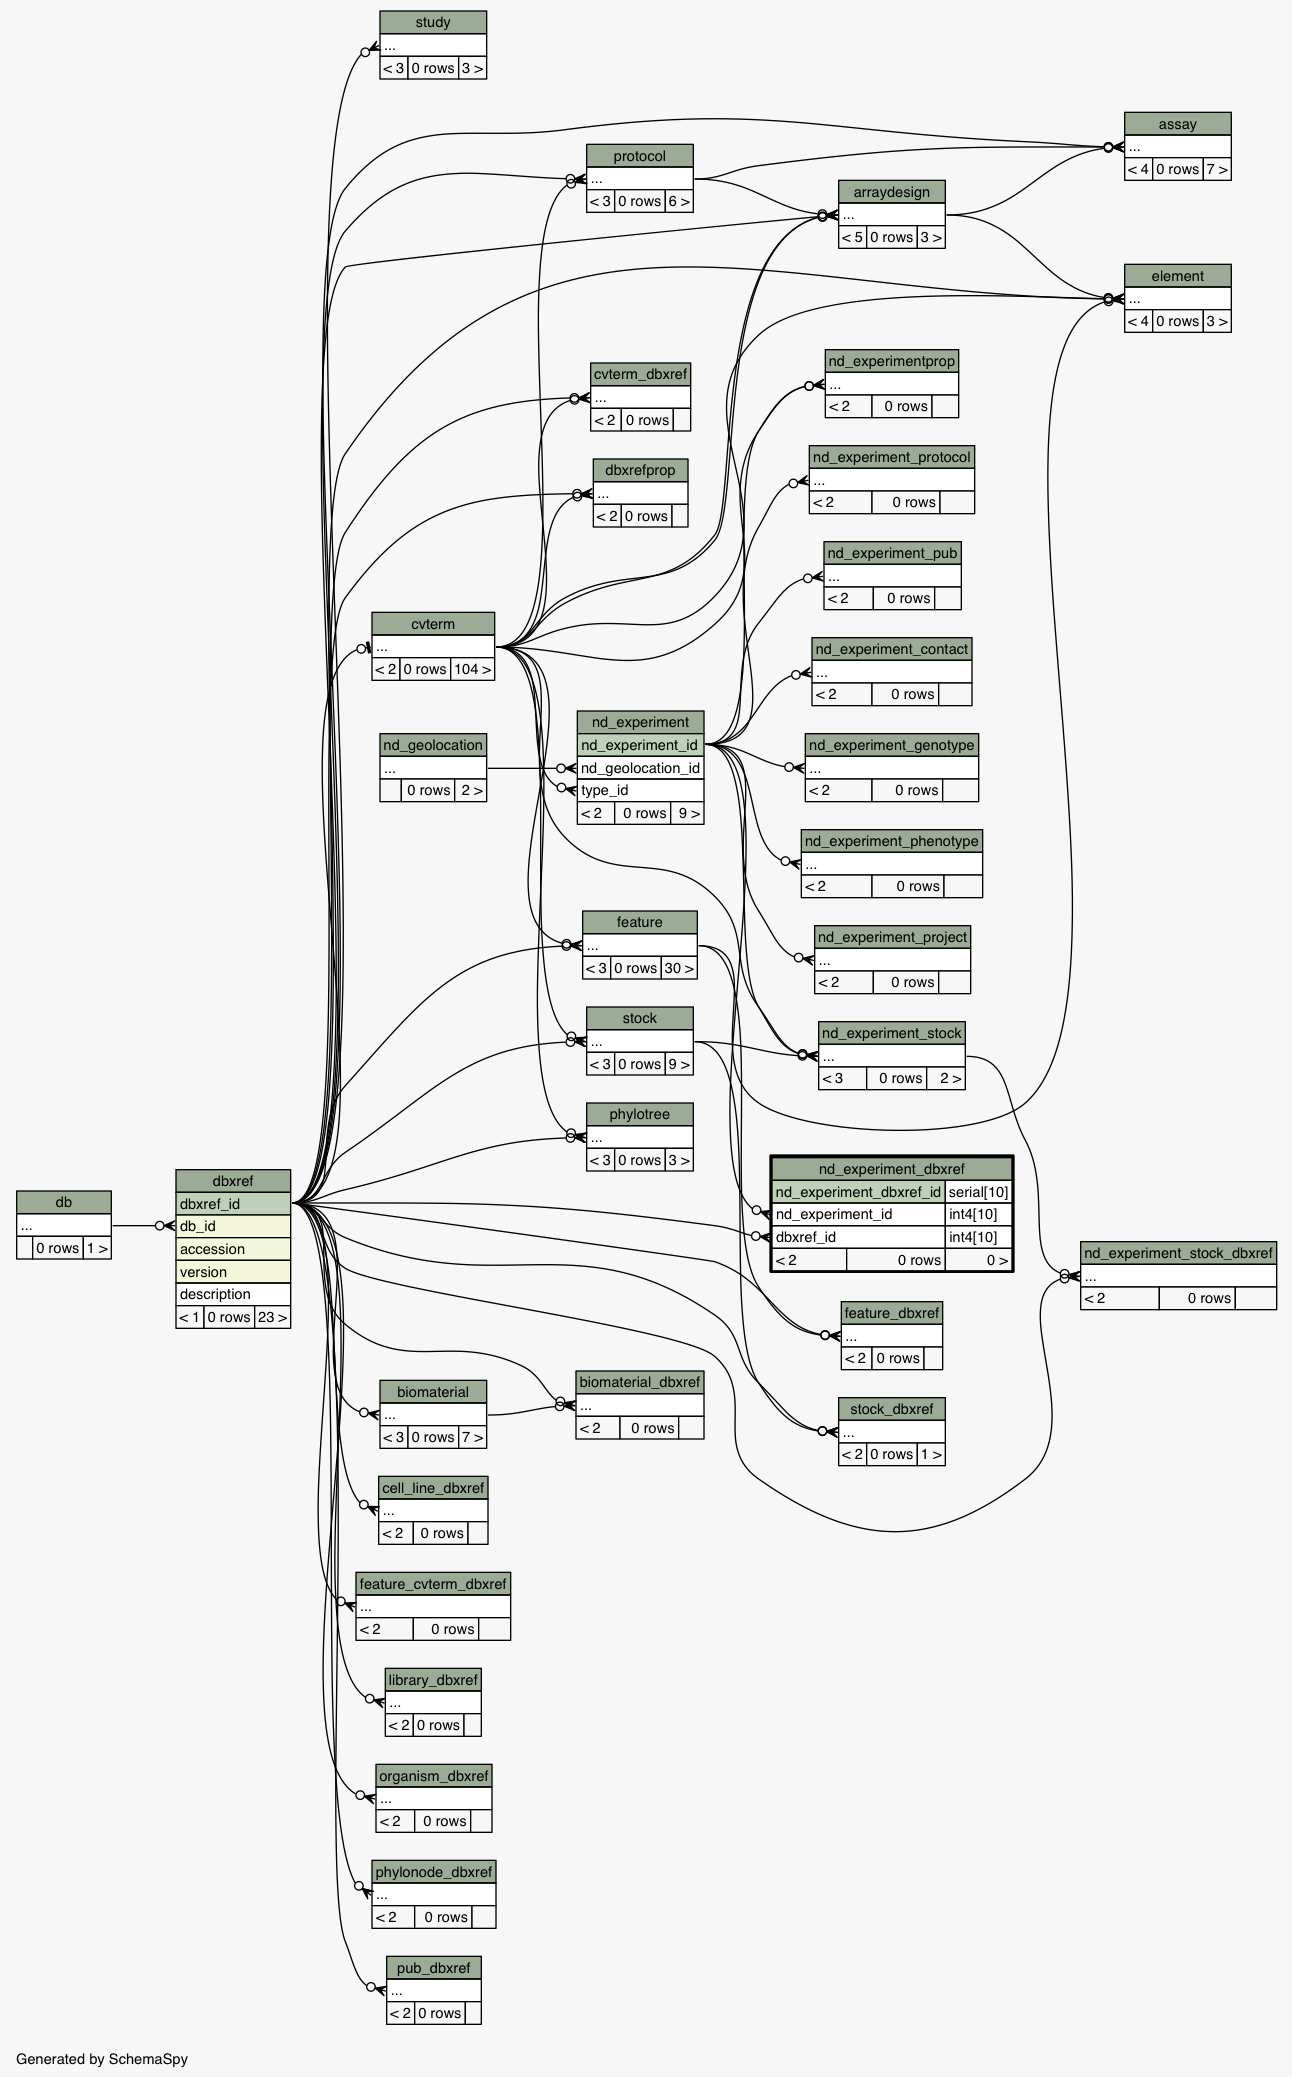 study
...
< 3 0 rows 3 >
assay
...
< 4 0 rows 7 >
protocol
...
< 3 0 rows 6 >
arraydesign
...
< 5 0 rows 3 >
element
...
< 4 0 rows 3 >
nd_experimentprop
...
< 2 0 rows
cvterm_dbxref
...
< 2 0 rows
nd_experiment_protocol
...
< 2 0 rows
dbxrefprop
...
< 2 0 rows
nd_experiment_pub
...
< 2 0 rows
cvterm
...
< 2 0 rows 104 >
nd_experiment_contact
...
< 2 0 rows
nd_experiment
nd_experiment_id
nd_geolocation_id
type_id
< 2 0 rows 9 >
nd_geolocation
...
0 rows 2 >
nd_experiment_genotype
...
< 2 0 rows
nd_experiment_phenotype
...
< 2 0 rows
feature
...
< 3 0 rows 30 >
nd_experiment_project
...
< 2 0 rows
stock
...
< 3 0 rows 9 >
nd_experiment_stock
...
< 3 0 rows 2 >
phylotree
...
< 3 0 rows 3 >
nd_experiment_dbxref
nd_experiment_dbxref_id serial[10]
nd_experiment_id int4[10]
dbxref_id int4[10]
< 2 0 rows 0 >
dbxref
dbxref_id
db_id
accession
version
description
< 1 0 rows 23 >
db
...
0 rows 1 >
nd_experiment_stock_dbxref
...
< 2 0 rows
feature_dbxref
...
< 2 0 rows
biomaterial_dbxref
...
< 2 0 rows
biomaterial
...
< 3 0 rows 7 >
stock_dbxref
...
< 2 0 rows 1 >
cell_line_dbxref
...
< 2 0 rows
feature_cvterm_dbxref
...
< 2 0 rows
library_dbxref
...
< 2 0 rows
organism_dbxref
...
< 2 0 rows
phylonode_dbxref
...
< 2 0 rows
pub_dbxref
...
< 2 0 rows
Generated by SchemaSpy